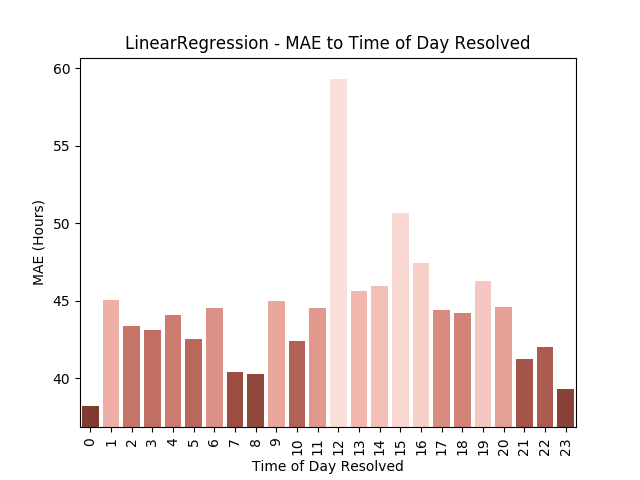 LinearRegression - MAE to Time of Day Resolved
60
55
50
45
40
MAE (Hours)
0 1 2 3 4 5 6 7 8 9 10 11 12 13 14 15 16 17 18 19 20 21 22 23
Time of Day Resolved